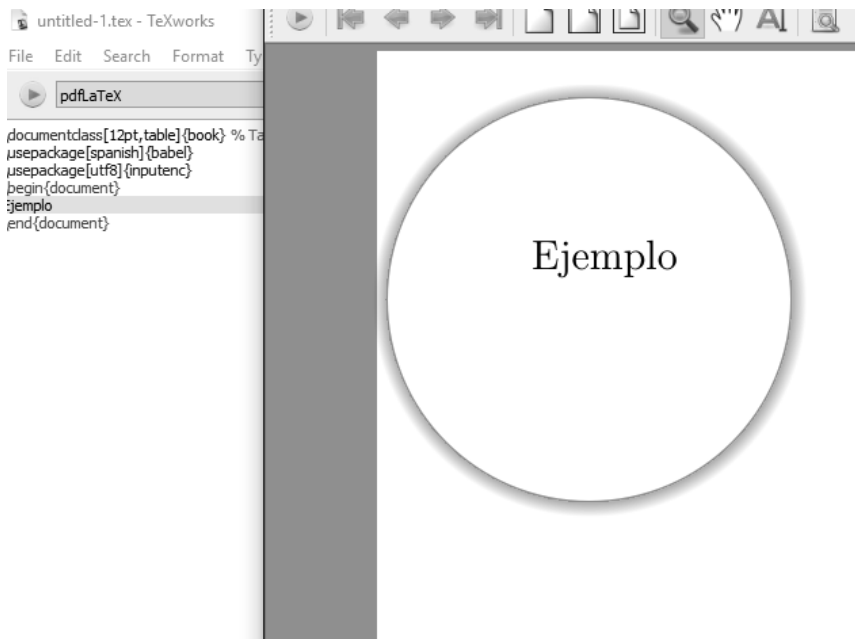 untitled-1.tex - TeXworks
File Edit Search Format Ty
pdfLaTeX
documentclass[12pt,table]{book} % Ta
usepackage[spanish]{babel}
usepackage[utf8]{inputenc}
begin{document}
Ejemplo
end{document}
A
Ejemplo